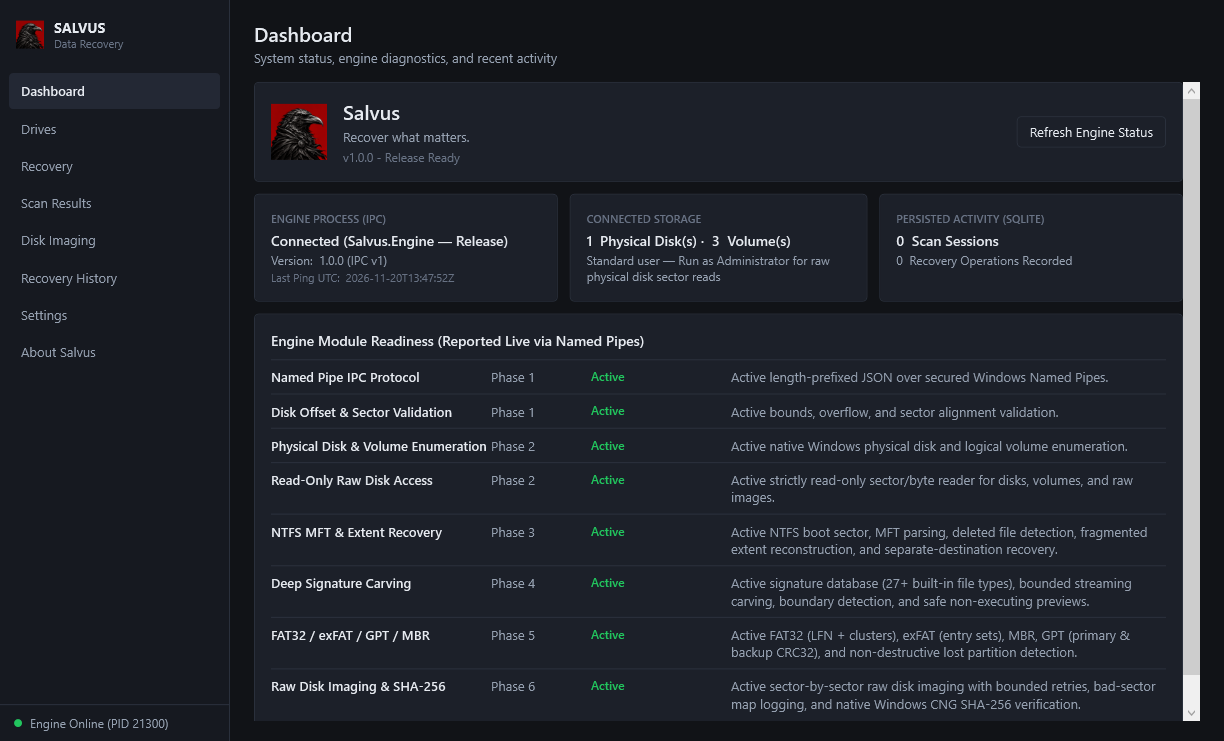 SALVUS
Data Recovery
Dashboard
Drives
Recovery
Scan Results
Disk Imaging
Recovery History
Settings
About Salvus
Engine Online (PID 21300)
Dashboard
System status, engine diagnostics, and recent activity
Salvus
Recover what matters.
v1.0.0 - Release Ready
Refresh Engine Status
ENGINE PROCESS (IPC)
Connected (Salvus.Engine — Release)
Version: 1.0.0 (IPC v1)
Last Ping UTC: 2026-11-20T13:47:52Z
CONNECTED STORAGE
1 Physical Disk(s) · 3 Volume(s)
Standard user — Run as Administrator for raw
physical disk sector reads
PERSISTED ACTIVITY (SQLITE)
0 Scan Sessions
0 Recovery Operations Recorded
Engine Module Readiness (Reported Live via Named Pipes)
Named Pipe IPC Protocol Phase 1 Active Active length-prefixed JSON over secured Windows Named Pipes.
Disk Offset & Sector Validation Phase 1 Active Active bounds, overflow, and sector alignment validation.
Physical Disk & Volume Enumeration Phase 2 Active Active native Windows physical disk and logical volume enumeration.
Read-Only Raw Disk Access Phase 2 Active Active strictly read-only sector/byte reader for disks, volumes, and raw
images.
NTFS MFT & Extent Recovery Phase 3 Active Active NTFS boot sector, MFT parsing, deleted file detection, fragmented
extent reconstruction, and separate-destination recovery.
Deep Signature Carving Phase 4 Active Active signature database (27+ built-in file types), bounded streaming
carving, boundary detection, and safe non-executing previews.
FAT32 / exFAT / GPT / MBR Phase 5 Active Active FAT32 (LFN + clusters), exFAT (entry sets), MBR, GPT (primary &
backup CRC32), and non-destructive lost partition detection.
Raw Disk Imaging & SHA-256 Phase 6 Active Active sector-by-sector raw disk imaging with bounded retries, bad-sector
map logging, and native Windows CNG SHA-256 verification.